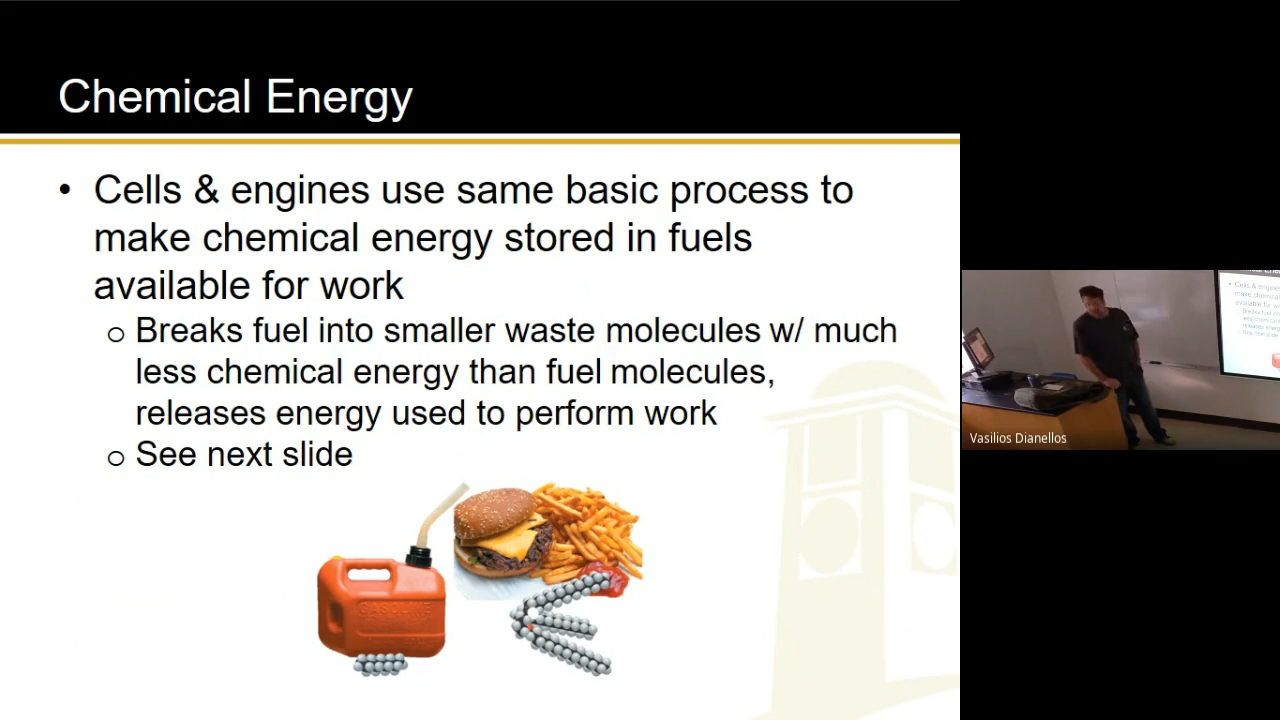 Chemical Energy
• Cells & engines use same basic process to
make chemical energy stored in fuels
available for work
o Breaks fuel into smaller waste molecules w/ much
less chemical energy than fuel molecules,
releases energy used to perform work
o See next slide
GASOLINE
Vasilios Dianellos